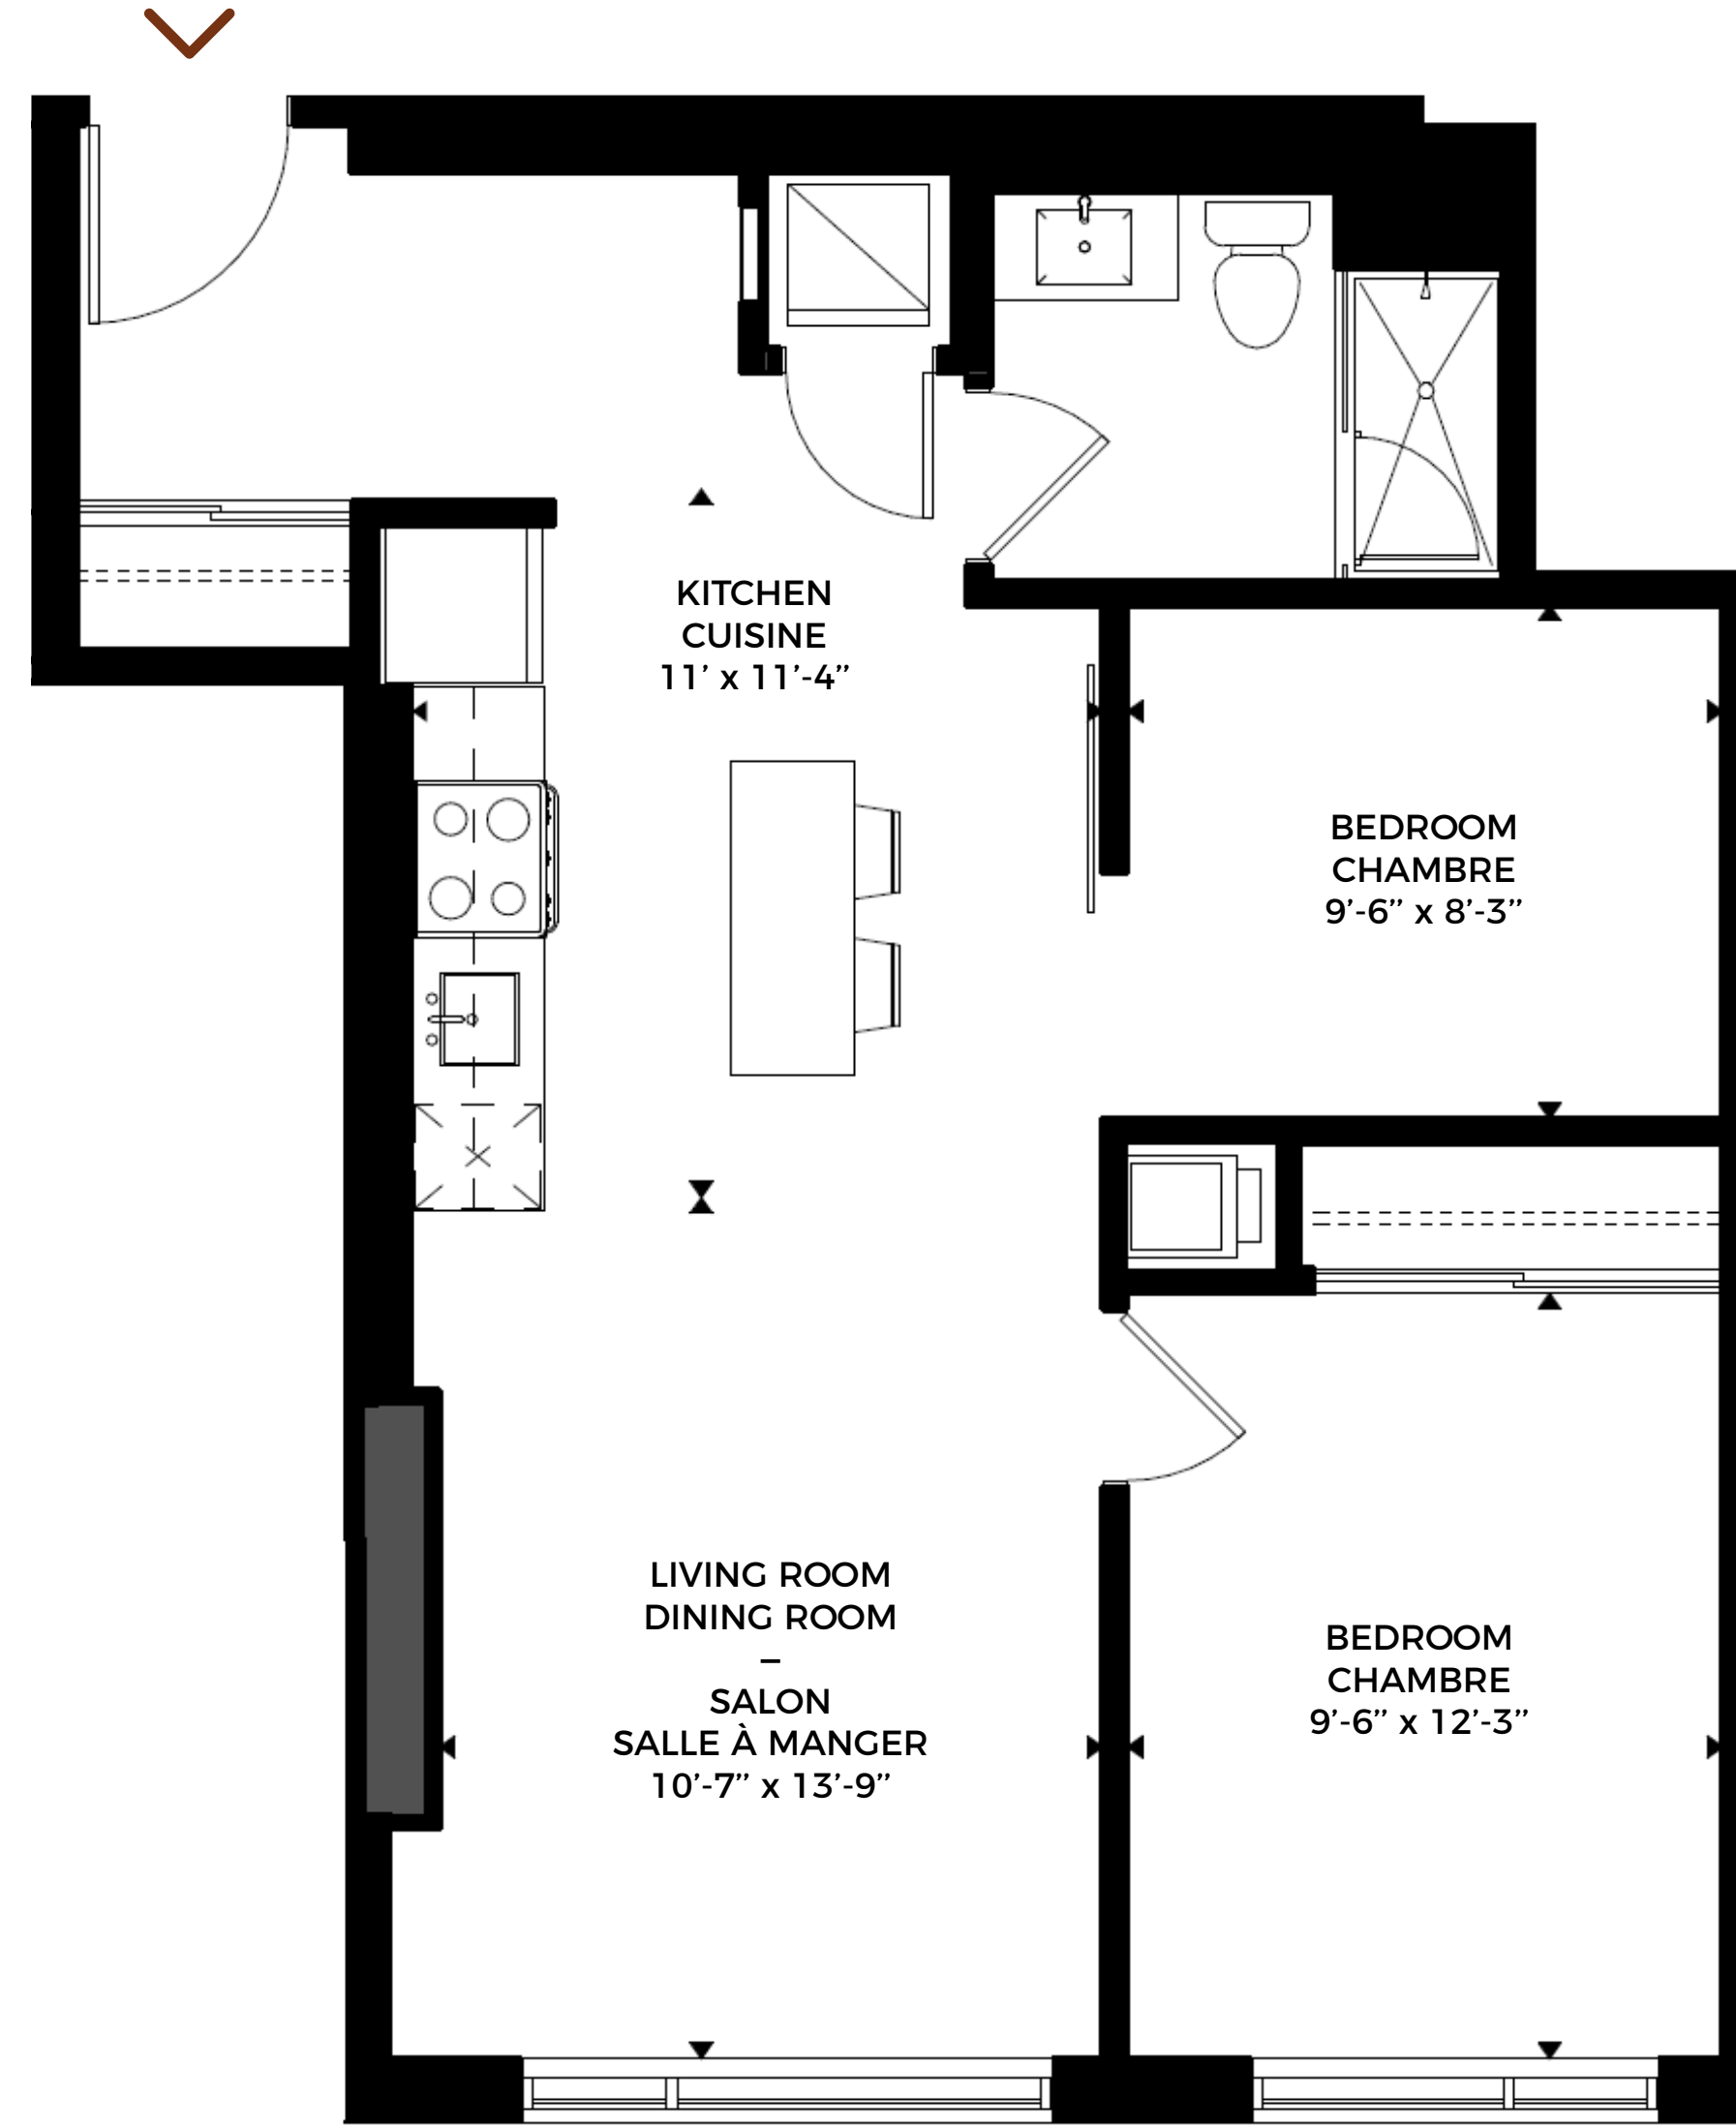 KITCHEN
CUISINE
11’ x 11’-4”
BEDROOM
CHAMBRE
9’-6” x 8’-3”
LIVING ROOM
DINING ROOM
–
SALON
SALLE À MANGER
10’-7” x 13’-9”
BEDROOM
CHAMBRE
9’-6” x 12’-3”